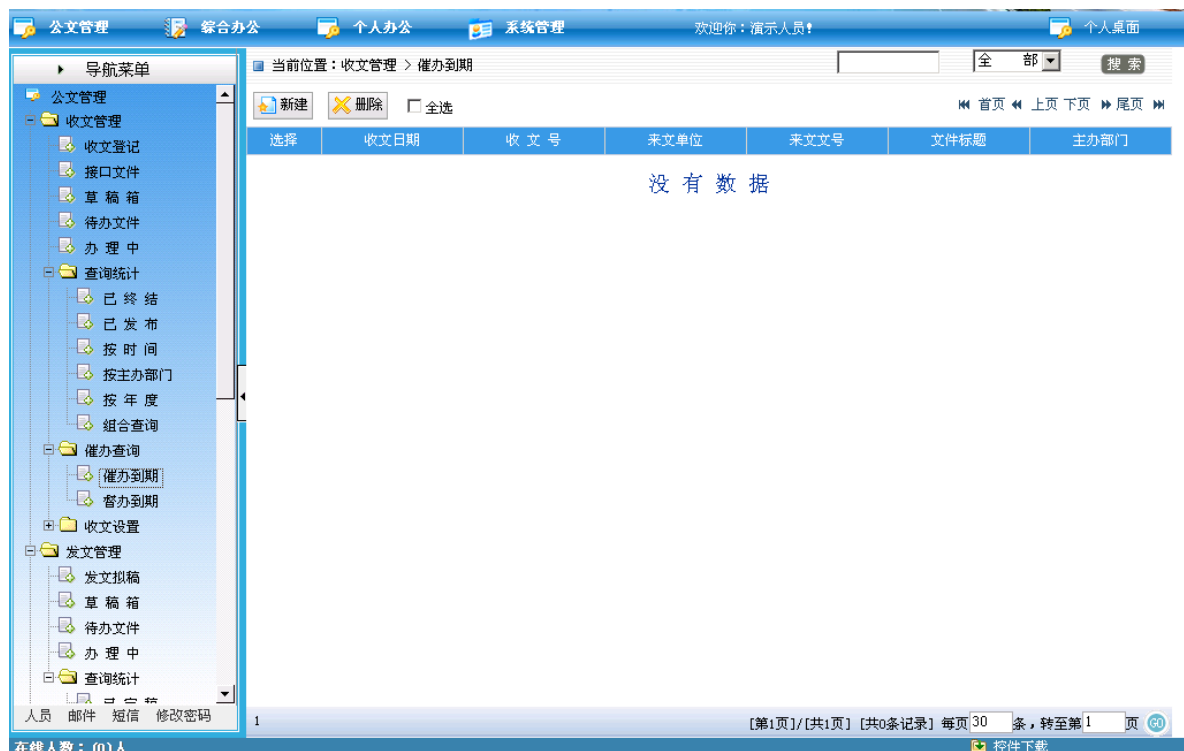 公文管理 综合办公 个人办公 系统管理 欢迎你：演示人员! 个人桌面
导航菜单
公文管理
收文管理
收文登记
接口文件
草 稿 箱
待办文件
办 理 中
查询统计
已 终 结
已 发 布
按 时 间
按主办部门
按 年 度
组合查询
催办查询
催办到期
督办到期
收文设置
发文管理
发文拟稿
草 稿 箱
待办文件
办 理 中
查询统计
人员 邮件 短信 修改密码
当前位置：收文管理 > 催办到期 全 部 搜 索
新建 删除 全选 首页 上页 下页 尾页
选择 收文日期 收 文 号 来文单位 来文文号 文件标题 主办部门
没 有 数 据
1 [第1页]/[共1页] [共0条记录] 每页 30 条，转至第 1 页 GO
在线人数：(0)人 控件下载